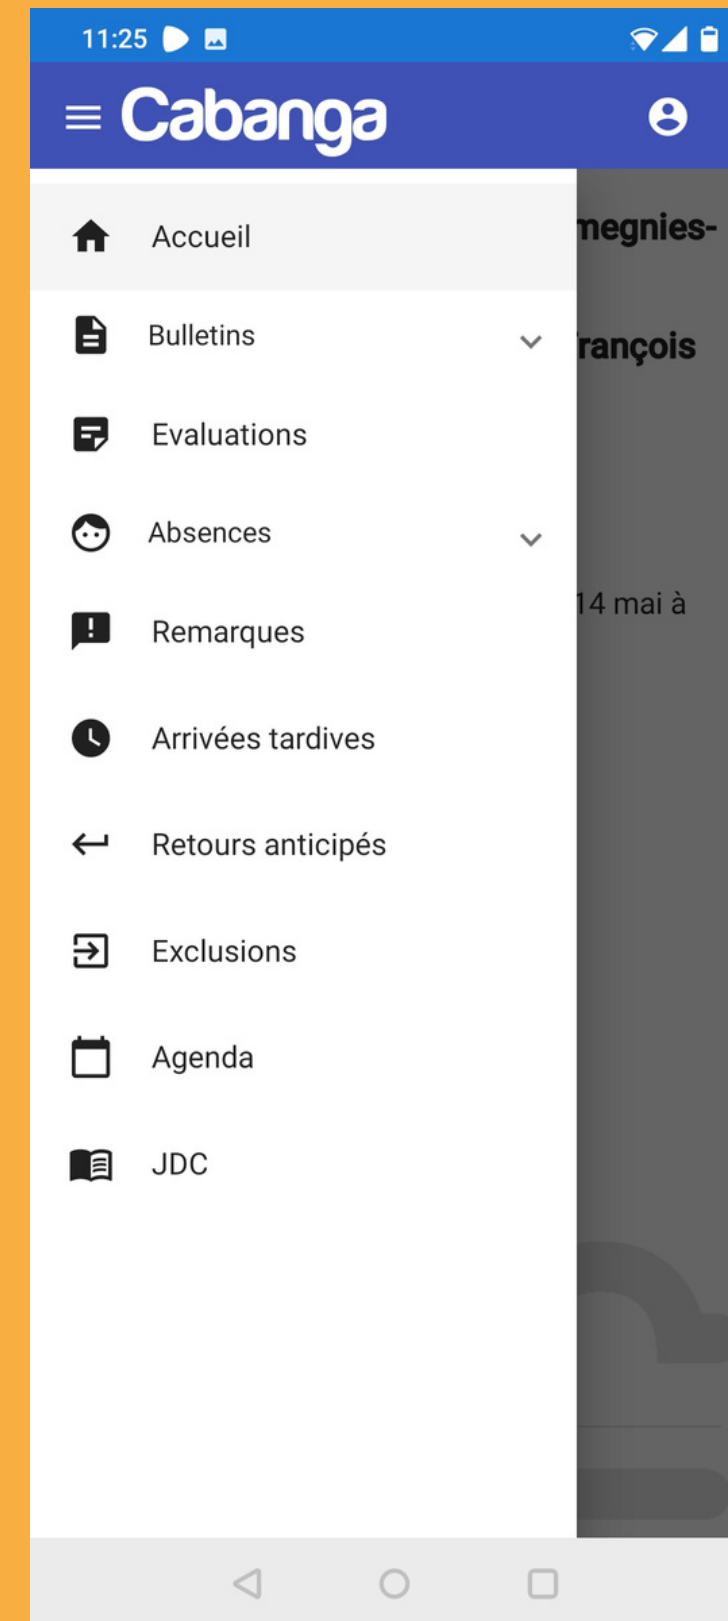 11:25
Cabanga
Accueil
megnies-
Bulletins
rançois
Evaluations
Absences
14 mai à
Remarques
Arrivées tardives
Retours anticipés
Exclusions
Agenda
JDC